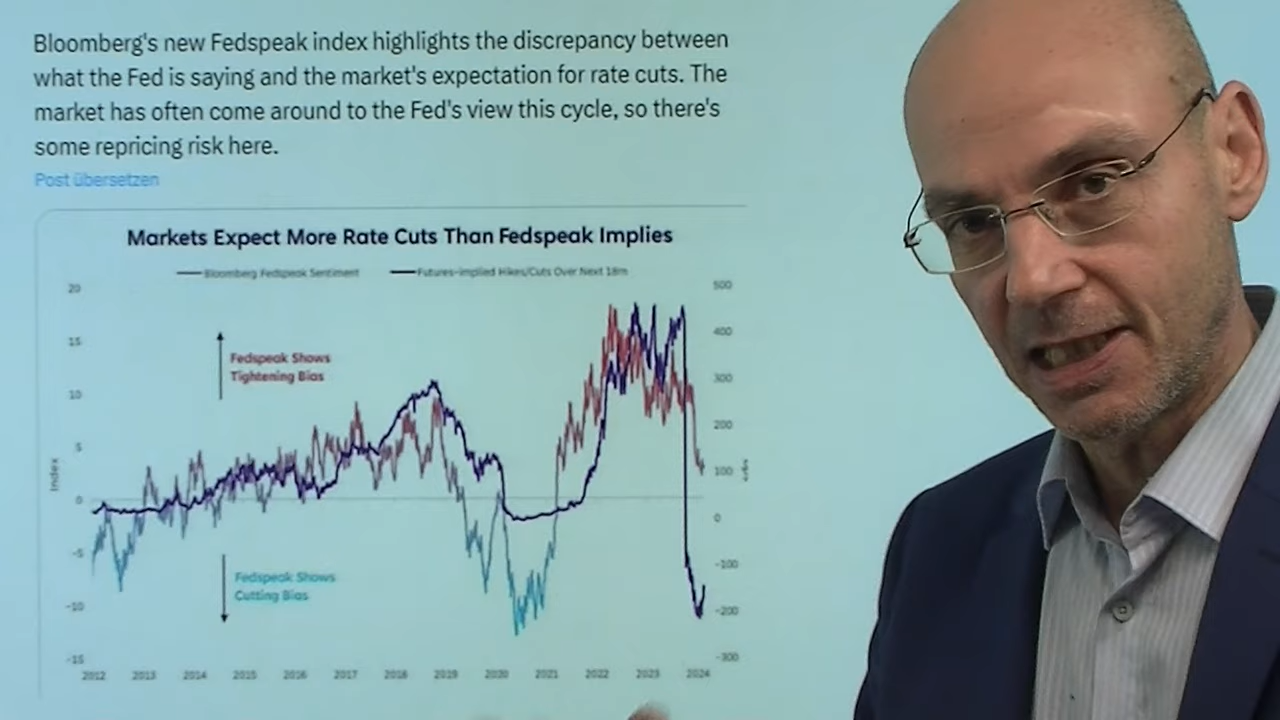 Bloomberg's new Fedspeak index highlights the discrepancy between
what the Fed is saying and the market's expectation for rate cuts. The
market has often come around to the Fed's view this cycle, so there's
some repricing risk here.
Post übersetzen
Markets Expect More Rate Cuts Than Fedspeak Implies
Bloomberg Fedspeak Sentiment
Futures-implied Hikes/Cuts Over Next 18m
20
15
10
5
0
-5
-10
-15
Index
Fedspeak Shows
Tightening Bias
Fedspeak Shows
Cutting Bias
500
400
300
200
100
0
-100
-200
-300
2012 2013 2014 2015 2016 2017 2018 2019 2020 2021 2022 2023 2024